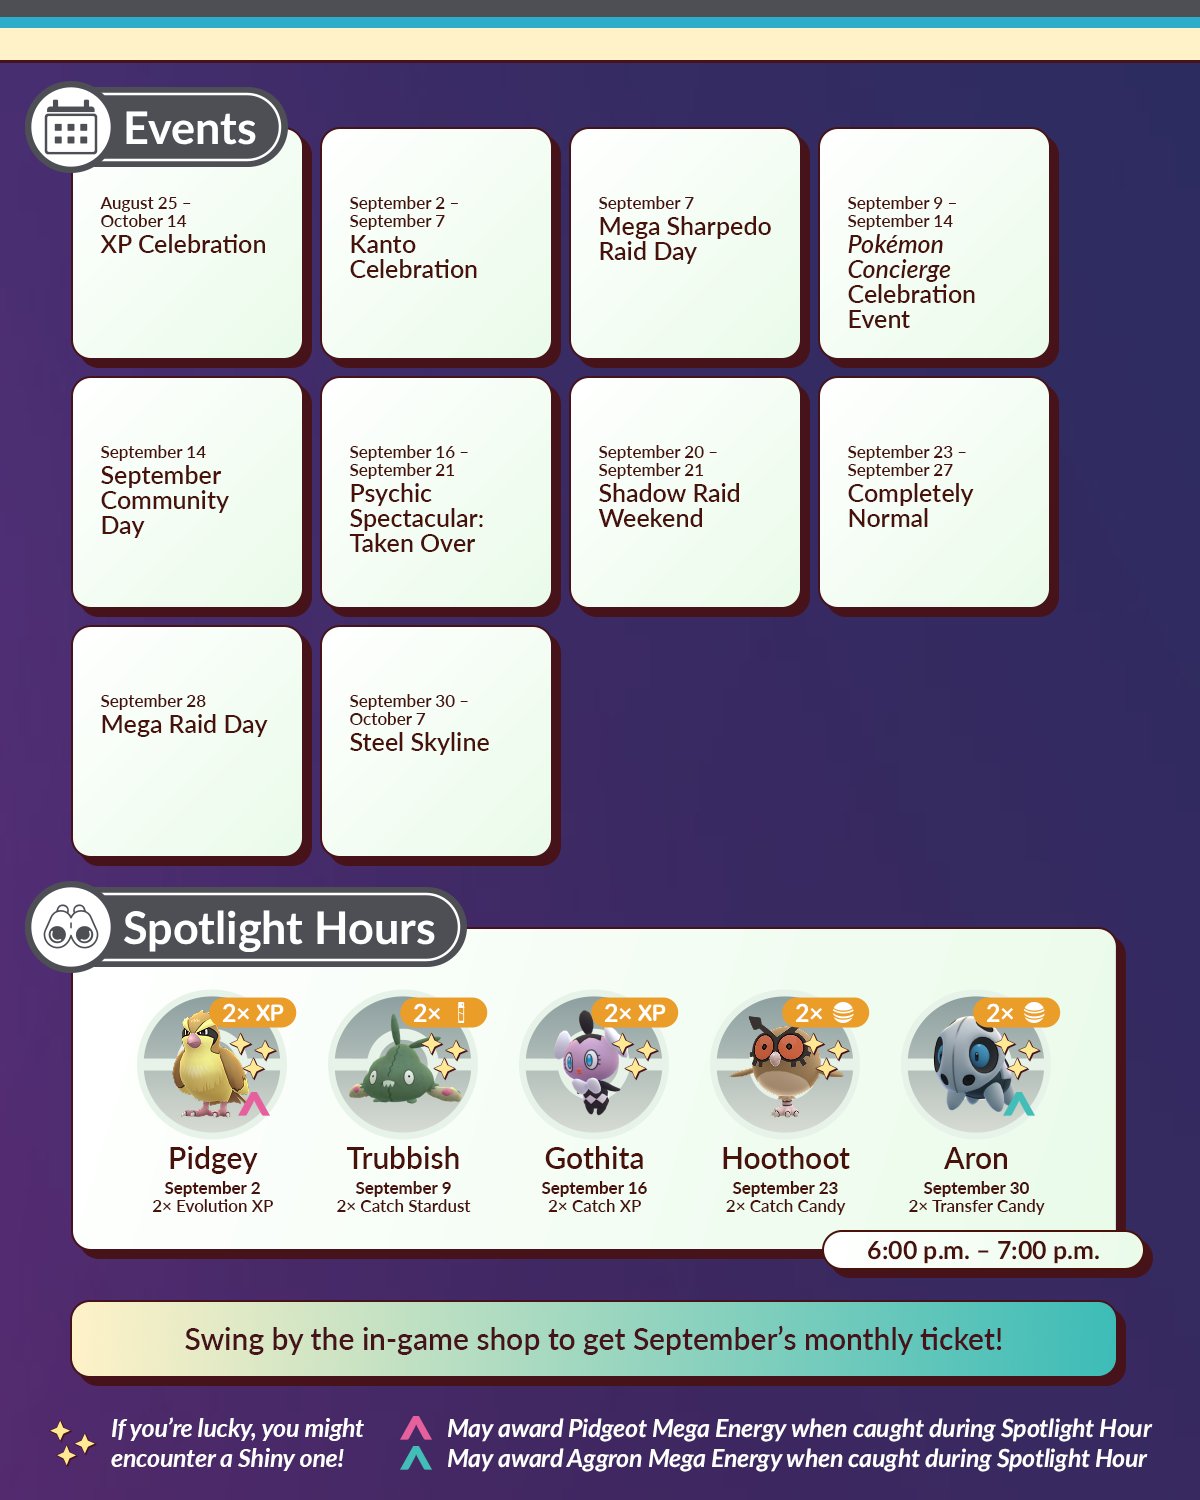 Events
August 25 –
October 14
XP Celebration
September 2 –
September 7
Kanto
Celebration
September 7
Mega Sharpedo
Raid Day
September 9 –
September 14
Pokémon
Concierge
Celebration
Event
September 14
September
Community
Day
September 16 –
September 21
Psychic
Spectacular:
Taken Over
September 20 –
September 21
Shadow Raid
Weekend
September 23 –
September 27
Completely
Normal
September 28
Mega Raid Day
September 30 –
October 7
Steel Skyline
Spotlight Hours
2× XP
Pidgey
September 2
2× Evolution XP
2×
Trubbish
September 9
2× Catch Stardust
2× XP
Gothita
September 16
2× Catch XP
2×
Hoothoot
September 23
2× Catch Candy
2×
Aron
September 30
2× Transfer Candy
6:00 p.m. – 7:00 p.m.
Swing by the in-game shop to get September’s monthly ticket!
If you’re lucky, you might
encounter a Shiny one!
May award Pidgeot Mega Energy when caught during Spotlight Hour
May award Aggron Mega Energy when caught during Spotlight Hour